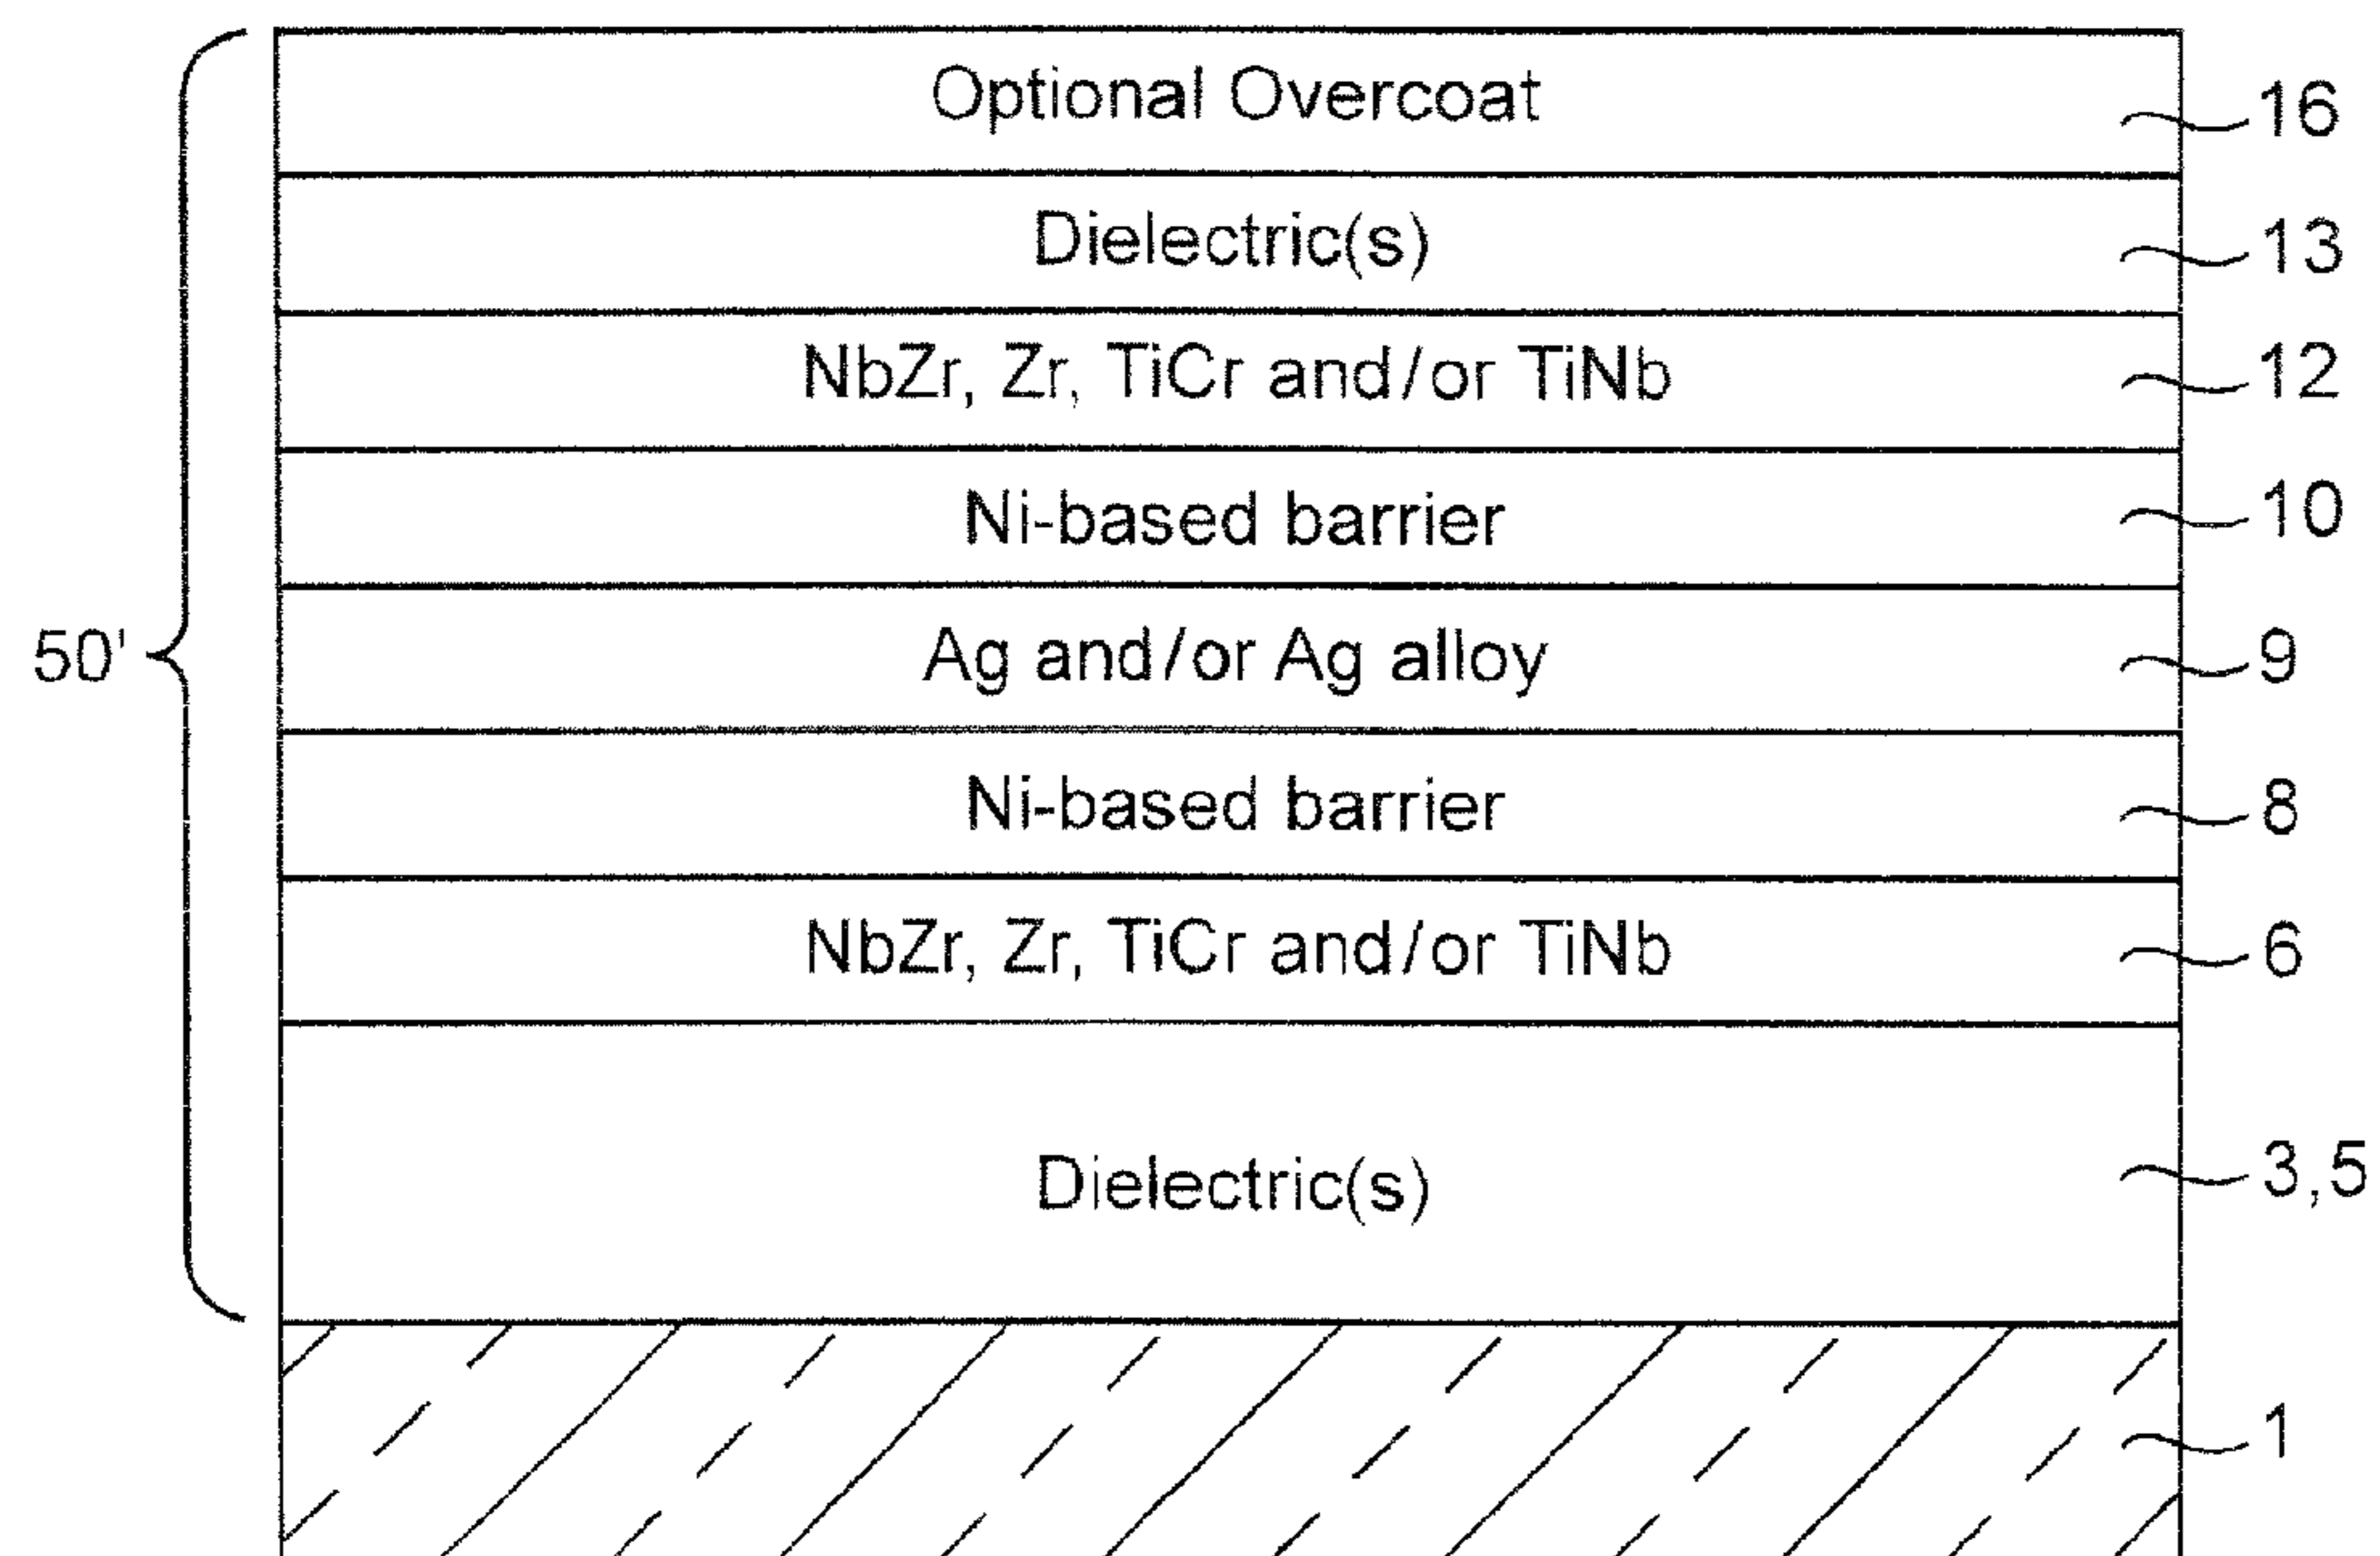 Optional Overcoat 16
Dielectric(s) 13
NbZr, Zr, TiCr and/or TiNb 12
Ni-based barrier 10
50' Ag and/or Ag alloy 9
Ni-based barrier 8
NbZr, Zr, TiCr and/or TiNb 6
Dielectric(s) 3,5
1